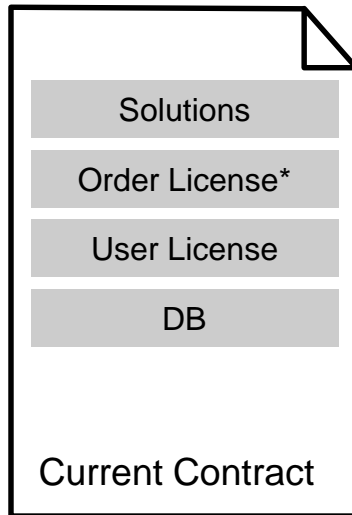 Solutions
Order License*
User License
DB
Current Contract